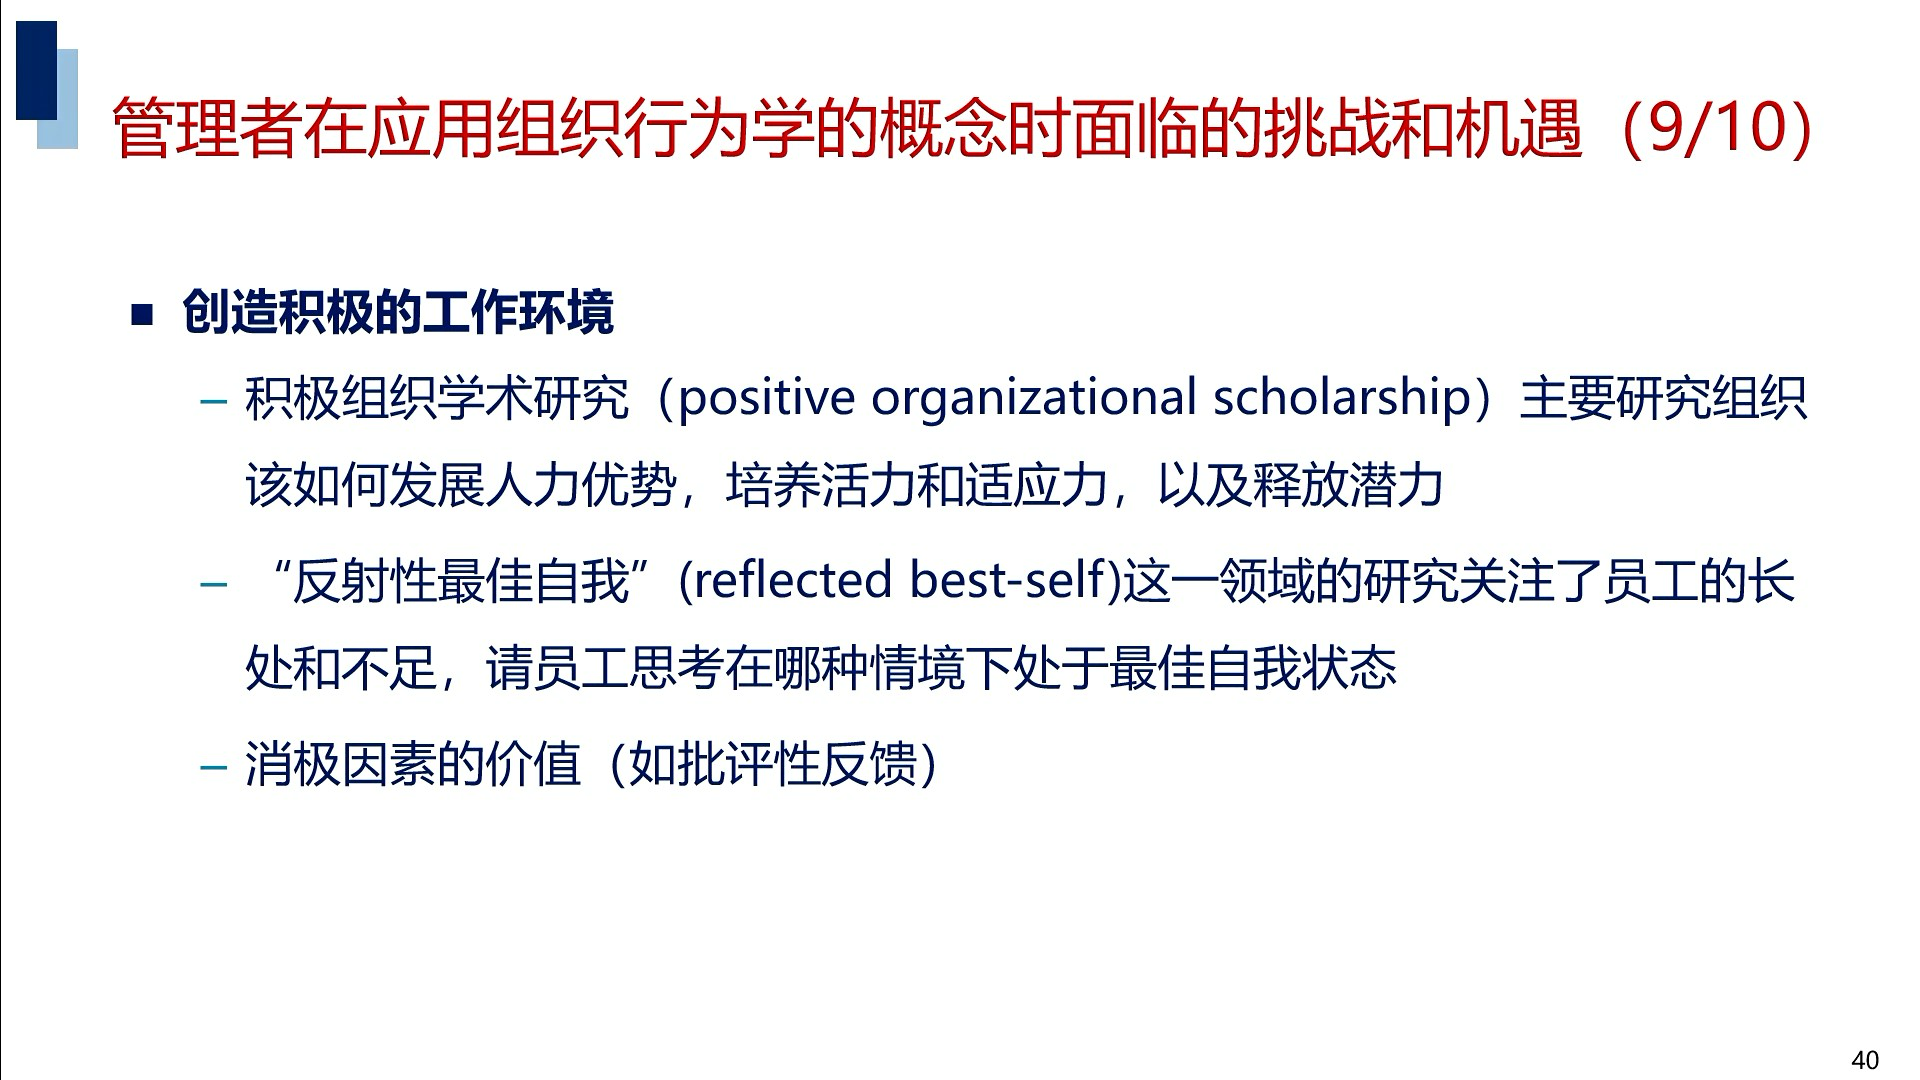 管理者在应用组织行为学的概念时面临的挑战和机遇（9/10）
■ 创造积极的工作环境
– 积极组织学术研究（positive organizational scholarship）主要研究组织
该如何发展人力优势，培养活力和适应力，以及释放潜力
– “反射性最佳自我”(reflected best-self)这一领域的研究关注了员工的长
处和不足，请员工思考在哪种情境下处于最佳自我状态
– 消极因素的价值（如批评性反馈）
40